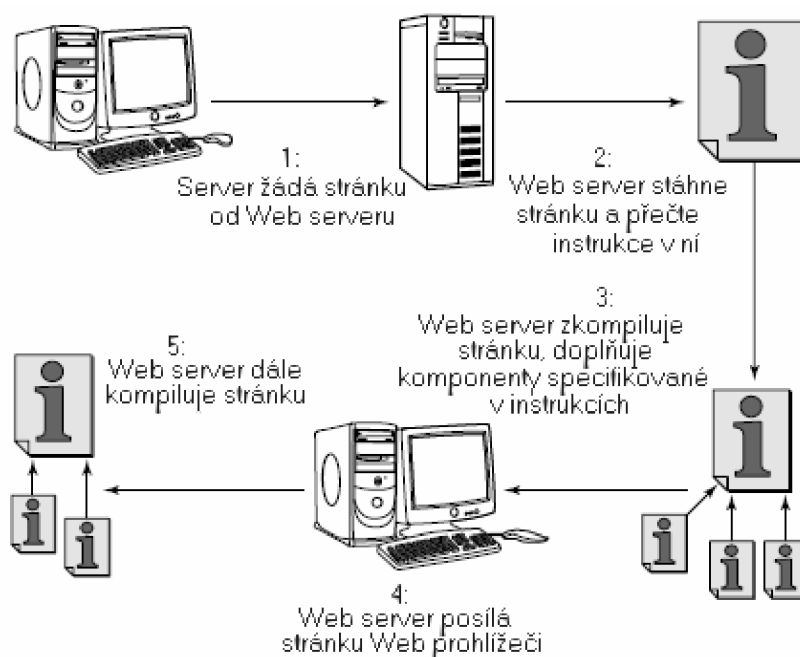 1:
Server žádá stránku
od Web serveru
2:
Web server stáhne
stránku a přečte
instrukce v ní
3:
Web server zkompiluje
stránku, doplňuje
komponenty specifikované
v instrukcích
4:
Web server posílá
stránku Web prohlížeči
5:
Web server dále
kompiluje stránku